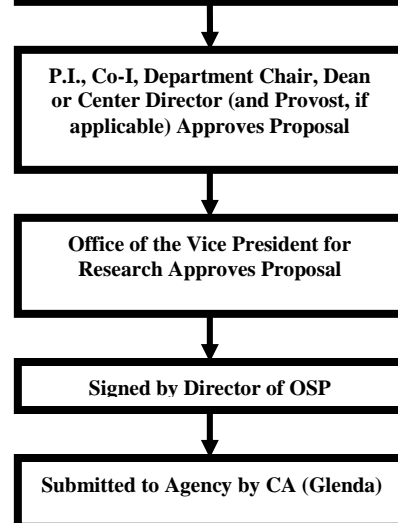 P.I., Co-I, Department Chair, Dean
or Center Director (and Provost, if
applicable) Approves Proposal
Office of the Vice President for
Research Approves Proposal
Signed by Director of OSP
Submitted to Agency by CA (Glenda)